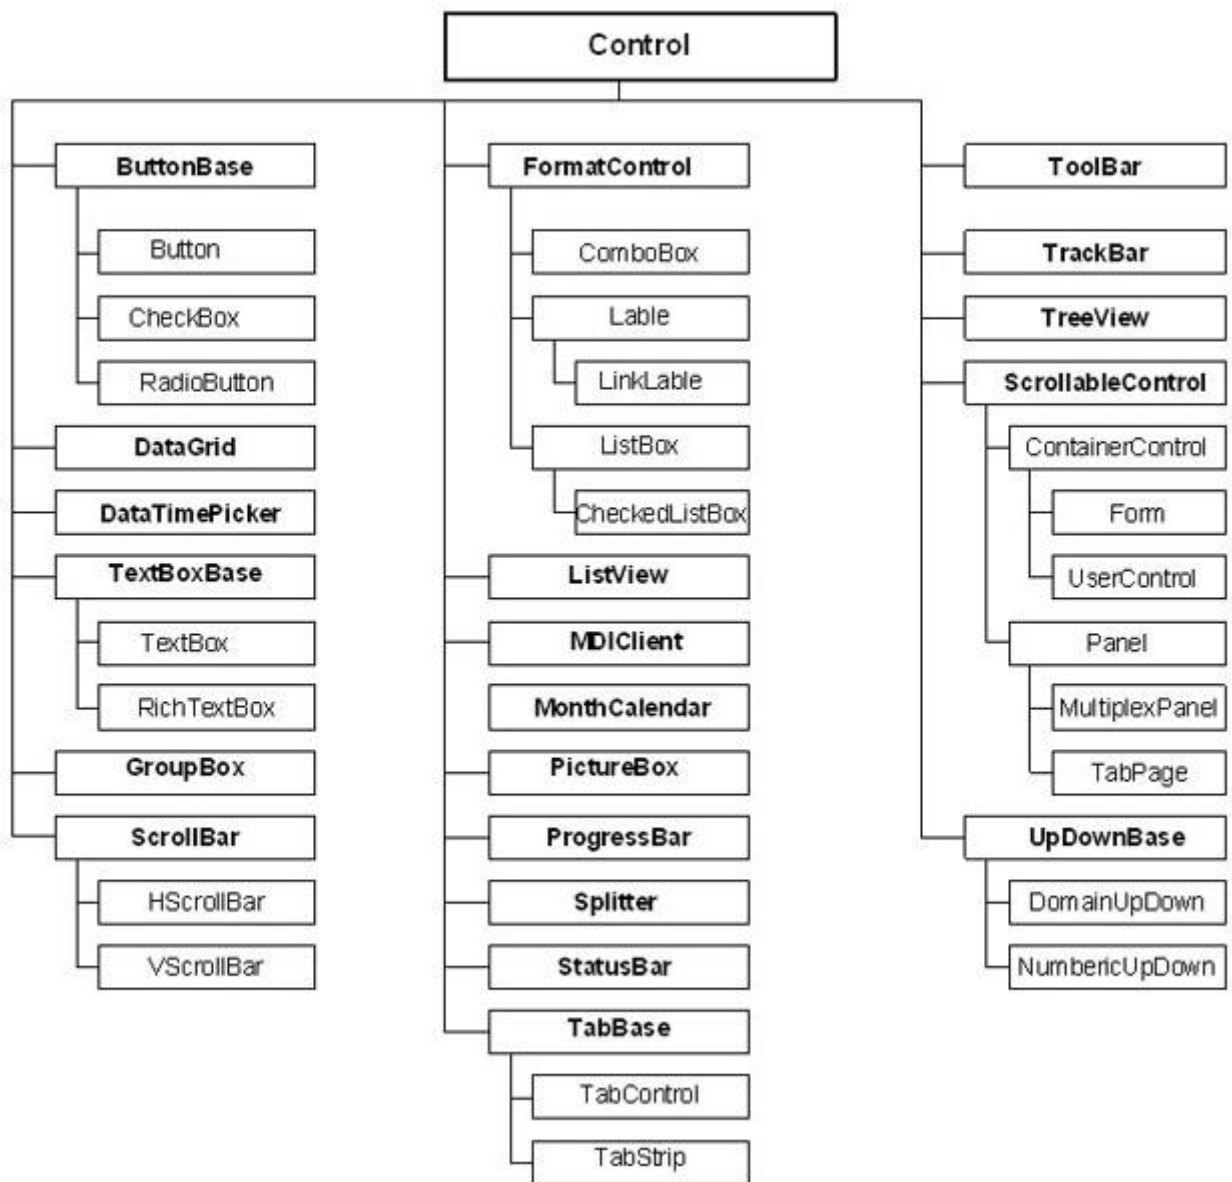 Control
ButtonBase
Button
CheckBox
RadioButton
DataGrid
DataTimePicker
TextBoxBase
TextBox
RichTextBox
GroupBox
ScrollBar
HScrollBar
VScrollBar
FormatControl
ComboBox
Lable
LinkLable
ListBox
CheckedListBox
ListView
MDIClient
MonthCalendar
PictureBox
ProgressBar
Splitter
StatusBar
TabBase
TabControl
TabStrip
ToolBar
TrackBar
TreeView
ScrollableControl
ContainerControl
Form
UserControl
Panel
MultiplexPanel
TabPage
UpDownBase
DomainUpDown
NumbericUpDown